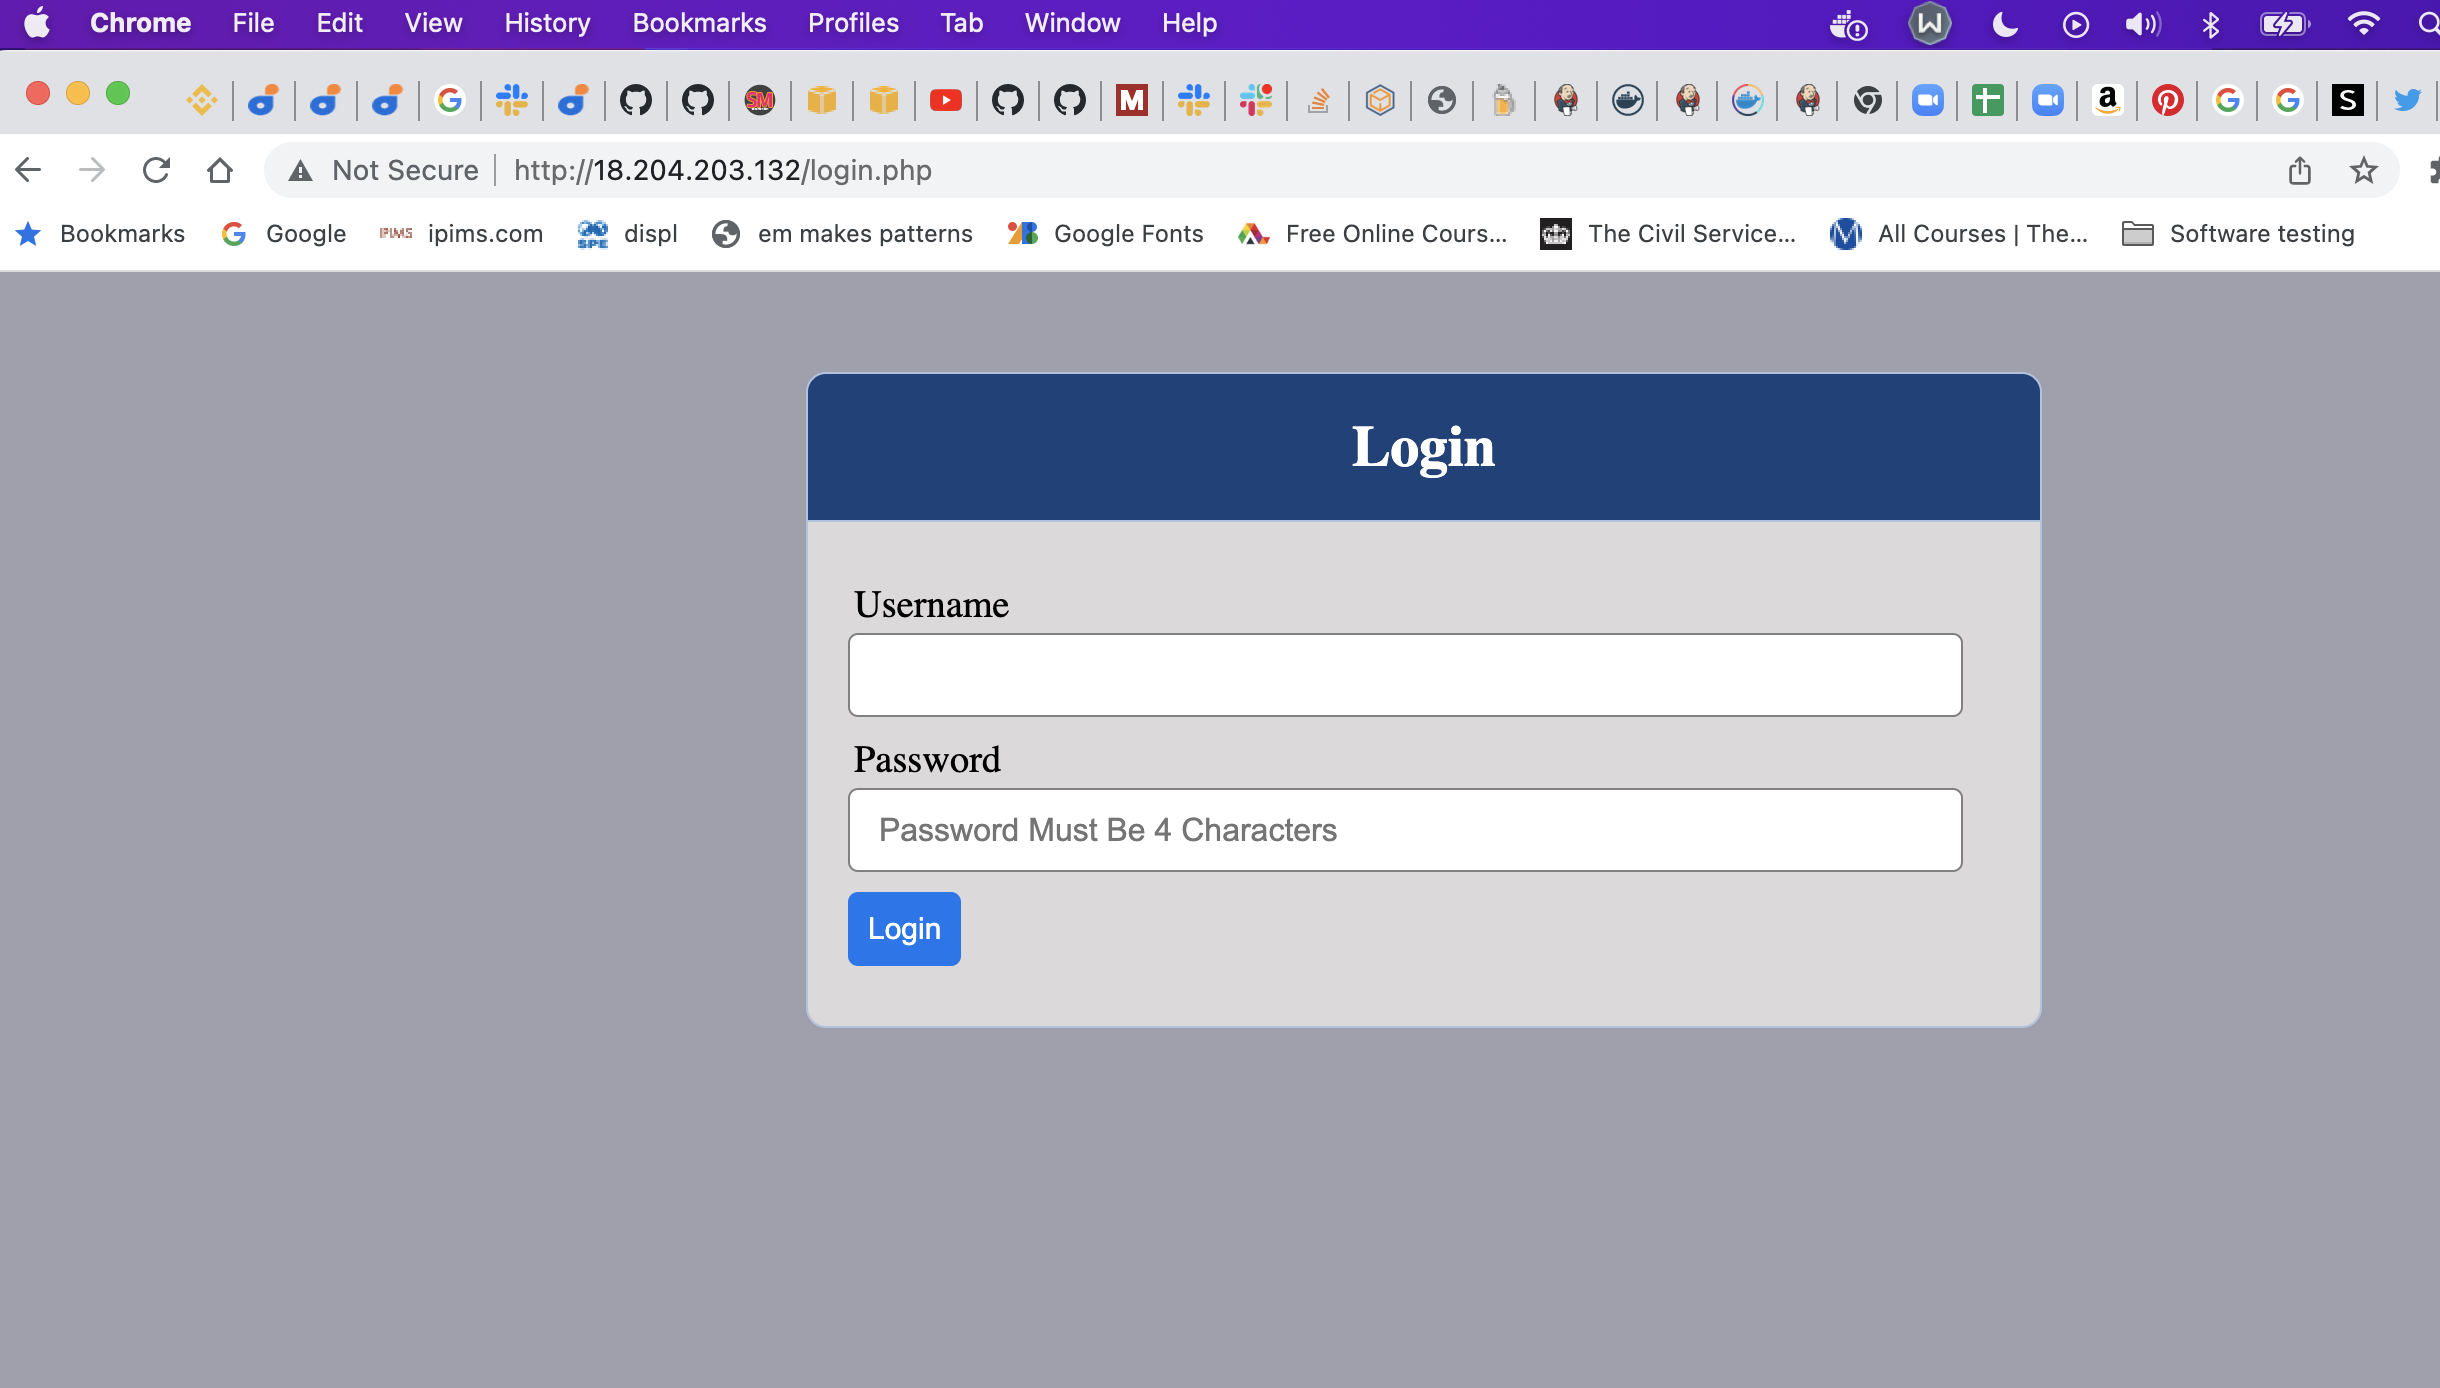 Chrome File Edit View History Bookmarks Profiles Tab Window Help
Not Secure http://18.204.203.132/login.php
Bookmarks Google IPIMS ipims.com SPE displ em makes patterns Google Fonts Free Online Cours... The Civil Service... All Courses | The... Software testing
Login
Username
Password
Password Must Be 4 Characters
Login